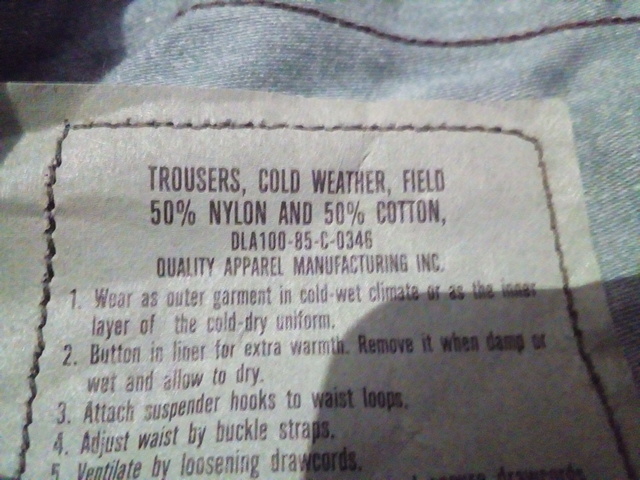 TROUSERS, COLD WEATHER, FIELD
50% NYLON AND 50% COTTON,
DLA100-85-C-0346
QUALITY APPAREL MANUFACTURING INC.
1. Wear as outer garment in cold-wet climate or as the inner
layer of the cold-dry uniform.
2. Button in liner for extra warmth. Remove it when damp or
wet and allow to dry.
3. Attach suspender hooks to waist loops.
4. Adjust waist by buckle straps.
5. Ventilate by loosening drawcords.
secure drawcords